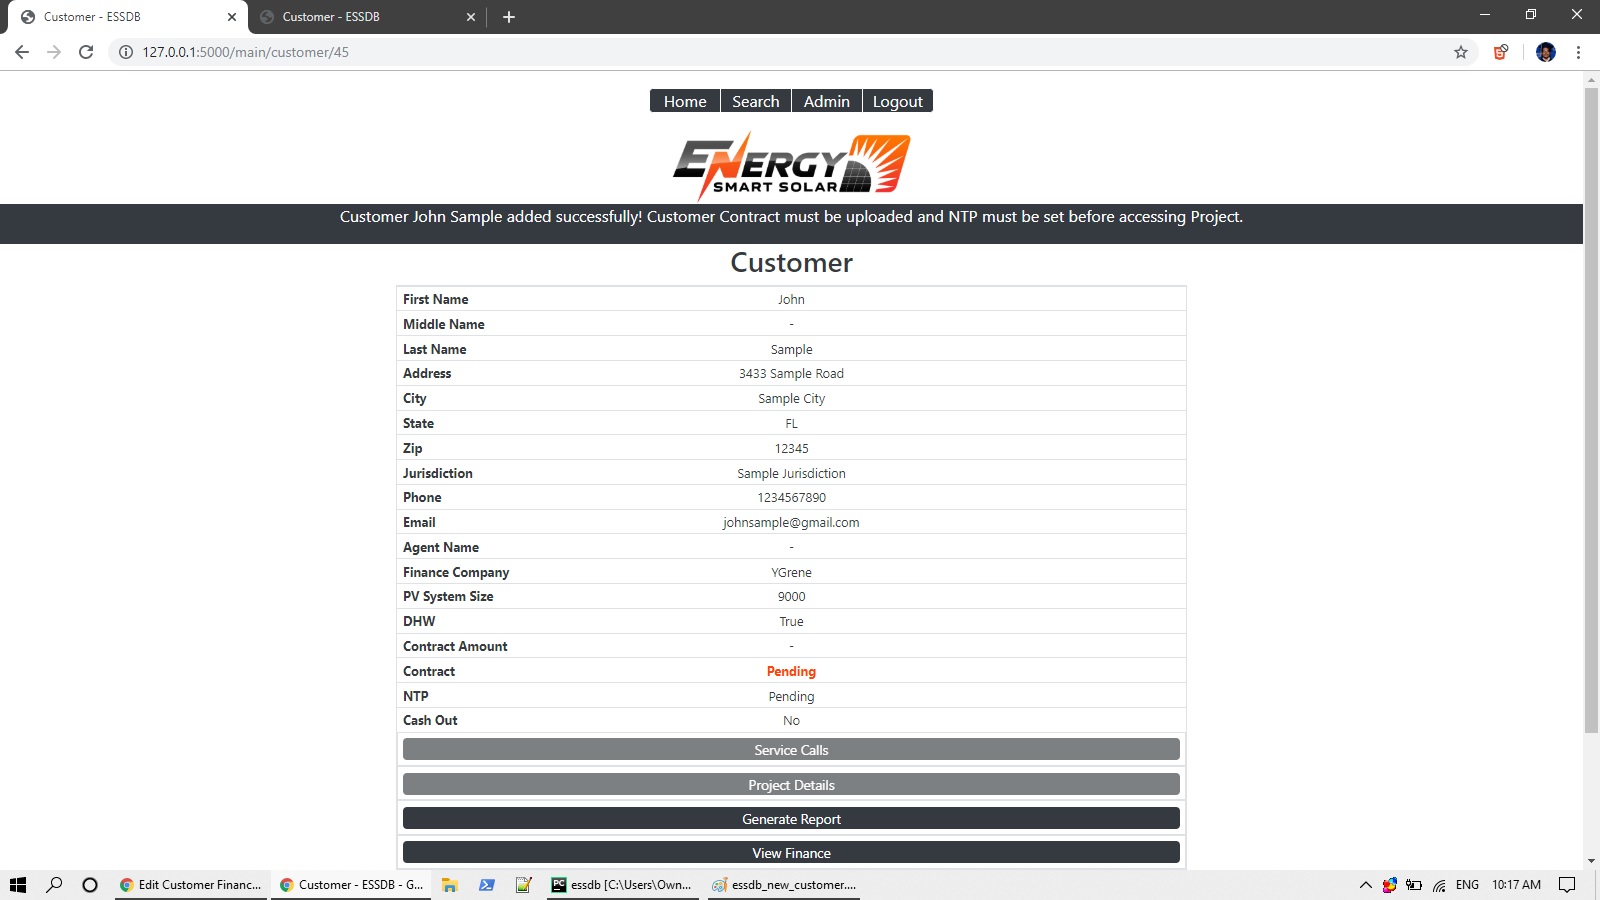 Customer - ESSDB
Customer - ESSDB
127.0.0.1:5000/main/customer/45
Home Search Admin Logout
ENERGY
SMART SOLAR
Customer John Sample added successfully! Customer Contract must be uploaded and NTP must be set before accessing Project.
Customer
First Name John
Middle Name -
Last Name Sample
Address 3433 Sample Road
City Sample City
State FL
Zip 12345
Jurisdiction Sample Jurisdiction
Phone 1234567890
Email johnsample@gmail.com
Agent Name -
Finance Company YGrene
PV System Size 9000
DHW True
Contract Amount -
Contract Pending
NTP Pending
Cash Out No
Service Calls
Project Details
Generate Report
View Finance
Edit Customer Financ... Customer - ESSDB - G... PC essdb [C:\Users\Own... essdb_new_customer.... ENG 10:17 AM